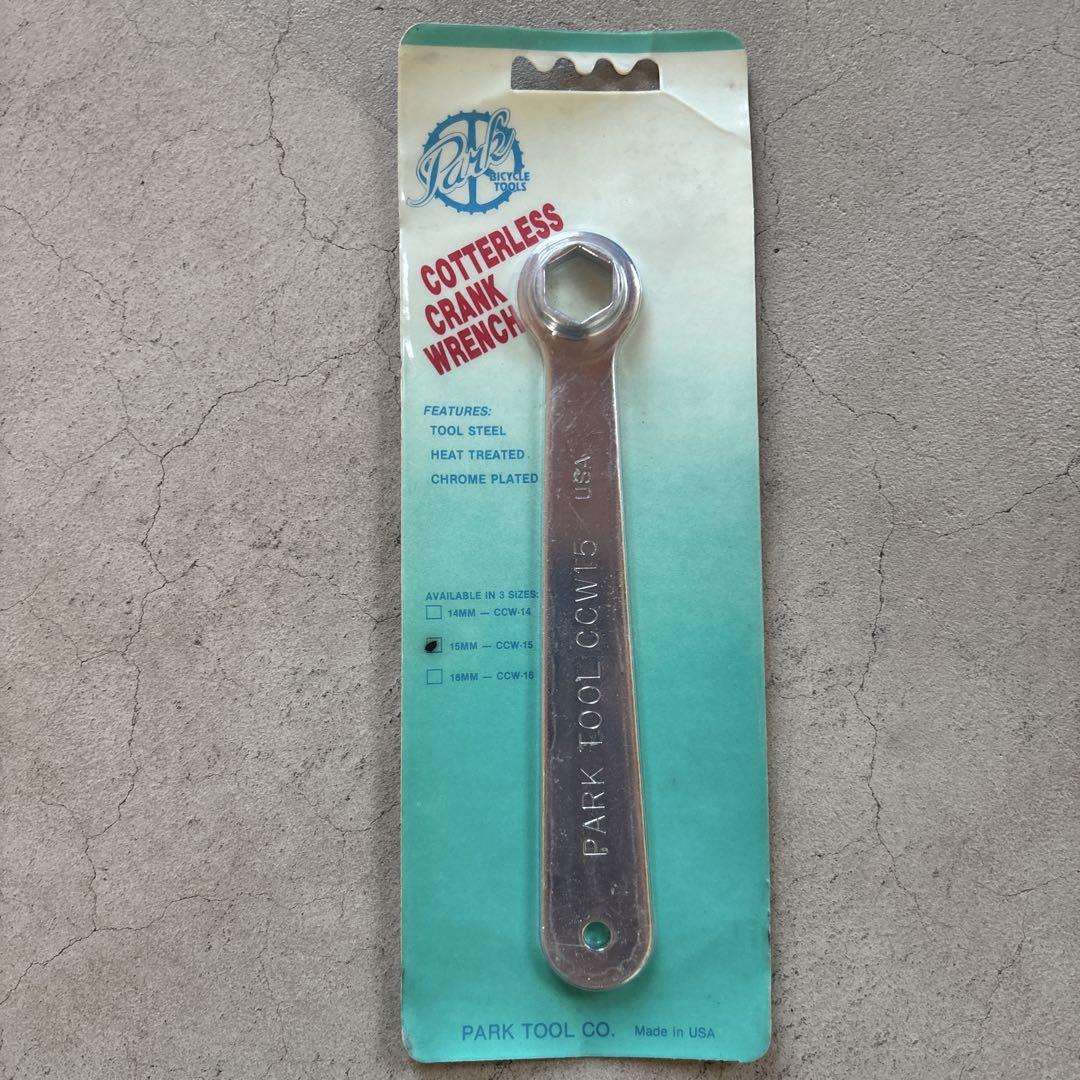 Park
BICYCLE
TOOLS
COTTERLESS
CRANK
WRENCH
FEATURES:
TOOL STEEL
HEAT TREATED
CHROME PLATED
AVAILABLE IN 3 SIZES:
14MM — CCW-14
15MM — CCW-15
16MM — CCW-16
PARK TOOL CCW15 USA
PARK TOOL CO. Made in USA